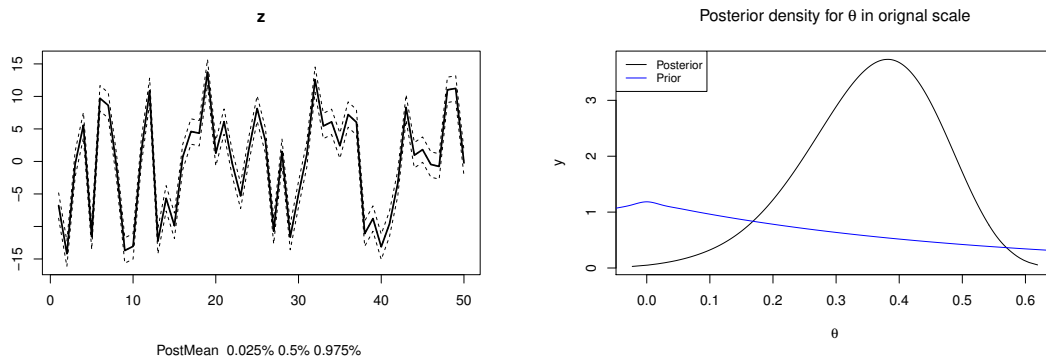 z
15
10
5
0
−5
−15
0 10 20 30 40 50
PostMean 0.025% 0.5% 0.975%
Posterior density for θ in orignal scale
Posterior
Prior
y
3
2
1
0
0.0 0.1 0.2 0.3 0.4 0.5 0.6
θ